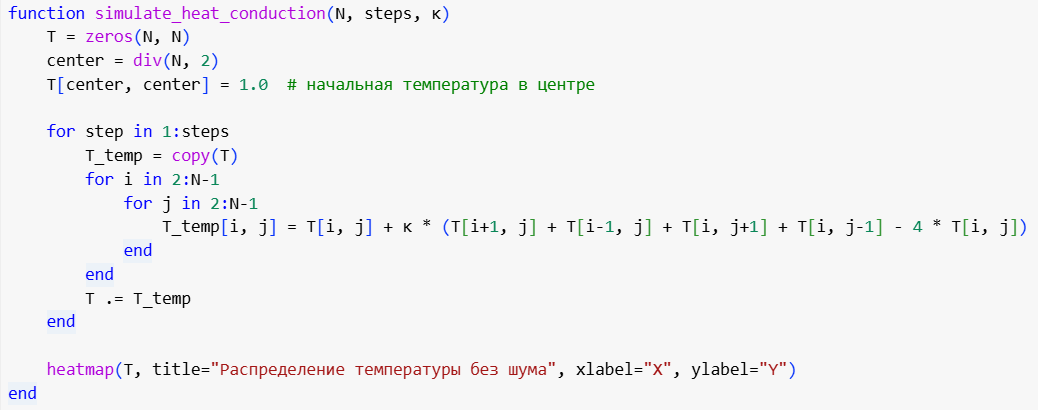 function simulate_heat_conduction(N, steps, κ)
    T = zeros(N, N)
    center = div(N, 2)
    T[center, center] = 1.0  # начальная температура в центре

    for step in 1:steps
        T_temp = copy(T)
        for i in 2:N-1
            for j in 2:N-1
                T_temp[i, j] = T[i, j] + κ * (T[i+1, j] + T[i-1, j] + T[i, j+1] + T[i, j-1] - 4 * T[i, j])
            end
        end
        T .= T_temp
    end

    heatmap(T, title="Распределение температуры без шума", xlabel="X", ylabel="Y")
end